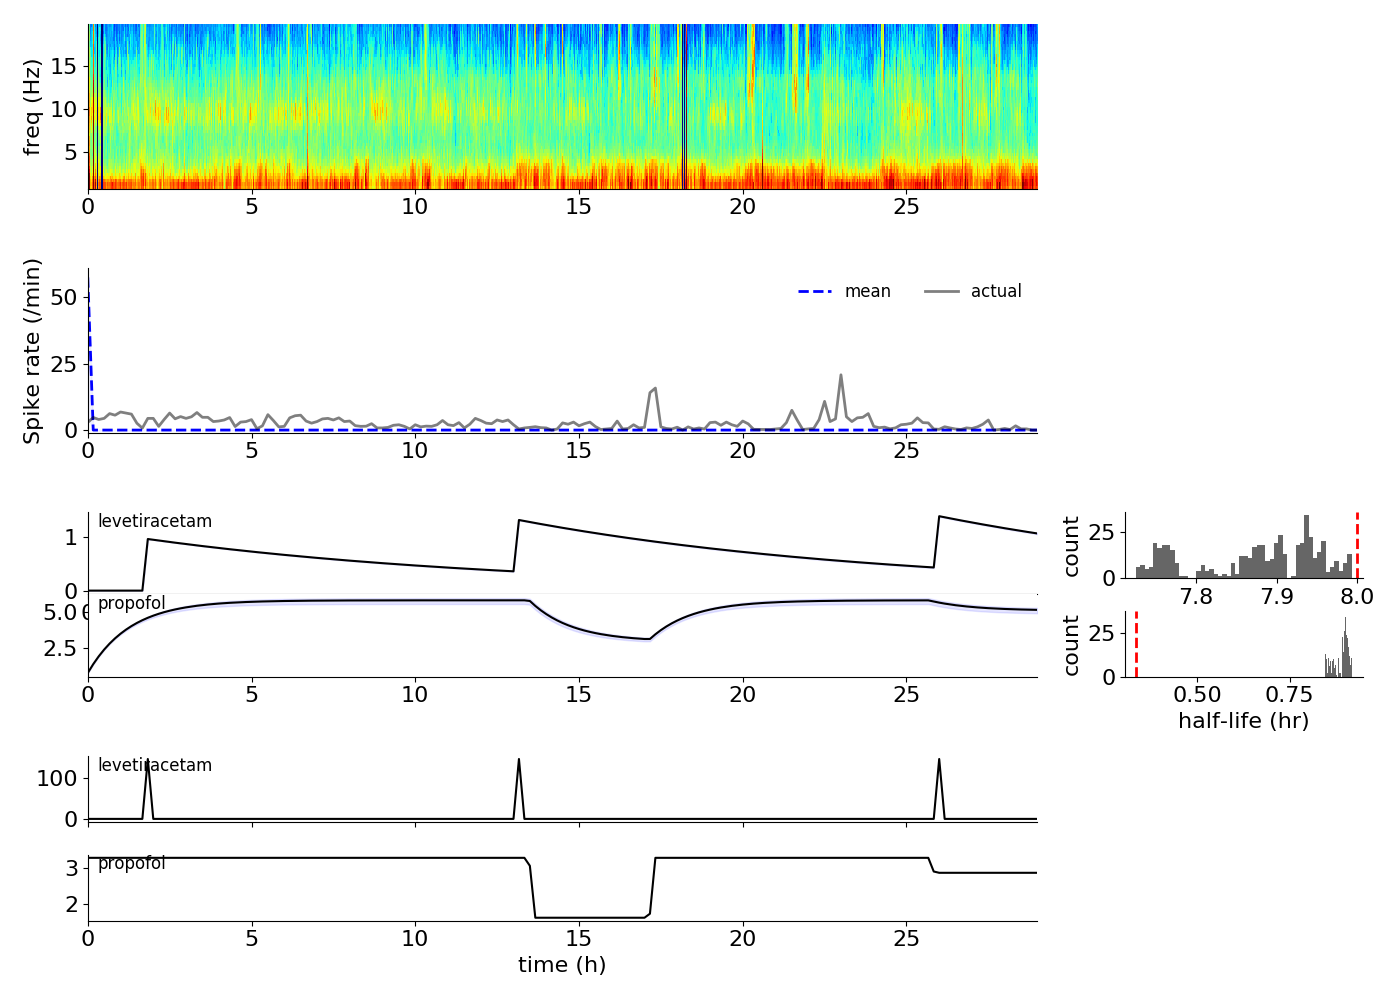 freq (Hz)
15
10
5
0 5 10 15 20 25
Spike rate (/min)
50
25
0
mean actual
0 5 10 15 20 25
levetiracetam
1
0
propofol
5.0
2.5
0 5 10 15 20 25
count
25
0
7.8 7.9 8.0
count
25
0
0.50 0.75
half-life (hr)
levetiracetam
100
0
propofol
3
2
0 5 10 15 20 25
time (h)